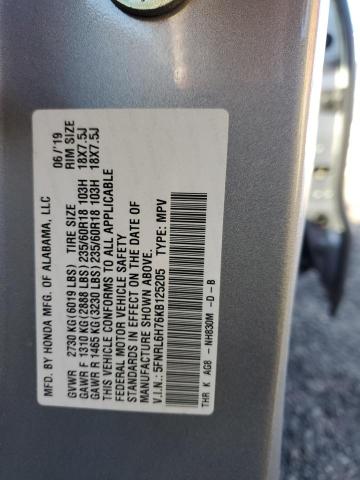 MFD. BY HONDA MFG. OF ALABAMA, LLC 06 / '19
GVWR 2730 KG (6019 LBS) TIRE SIZE RIM SIZE
GAWR F 1310 KG (2888 LBS) 235/60R18 103H 18X7.5J
GAWR R 1465 KG (3230 LBS) 235/60R18 103H 18X7.5J
THIS VEHICLE CONFORMS TO ALL APPLICABLE
FEDERAL MOTOR VEHICLE SAFETY
STANDARDS IN EFFECT ON THE DATE OF
MANUFACTURE SHOWN ABOVE.
V.I.N.: 5FNRL6H76KB125205 TYPE: MPV
THR K AG8 - NH830M - D - B